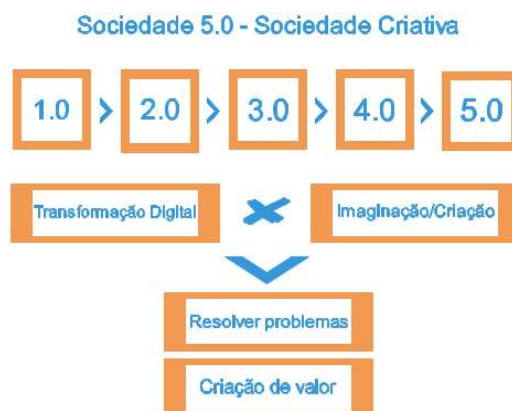 Sociedade 5.0 - Sociedade Criativa
1.0 > 2.0 > 3.0 > 4.0 > 5.0
Transformação Digital × Imaginação/Criação
Resolver problemas
Criação de valor